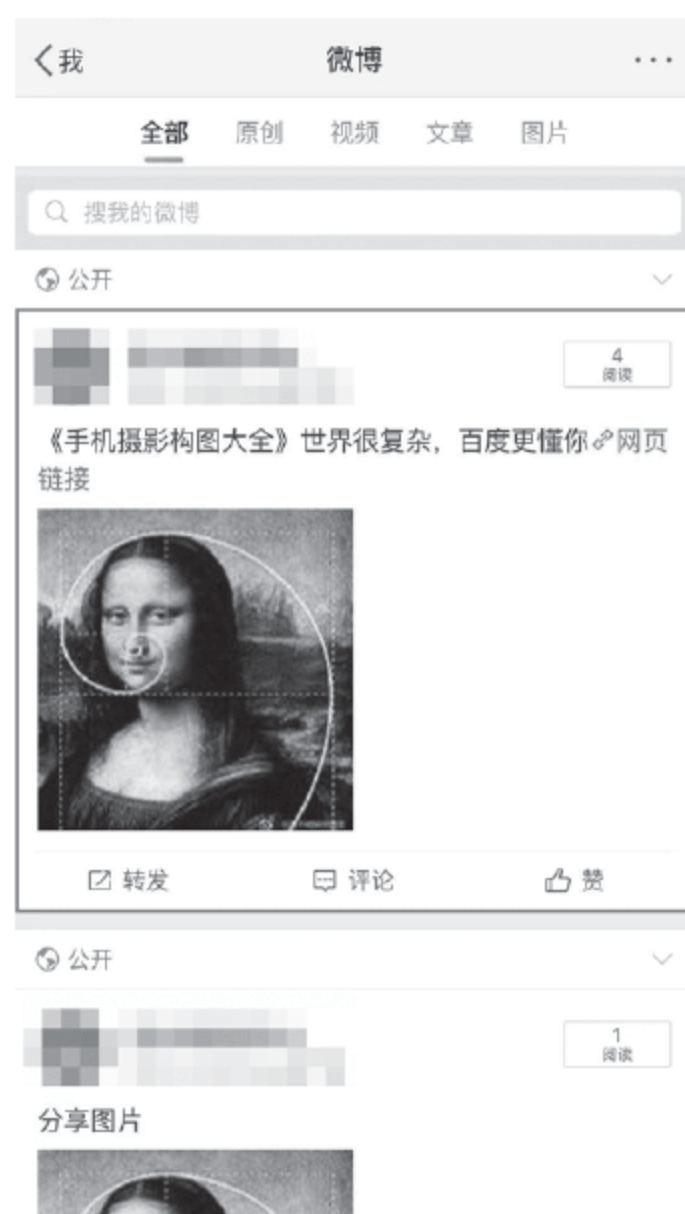 我 微博 ...
全部 原创 视频 文章 图片
搜我的微博
公开
4
阅读
《手机摄影构图大全》世界很复杂，百度更懂你网页
链接
转发 评论 赞
公开
1
阅读
分享图片